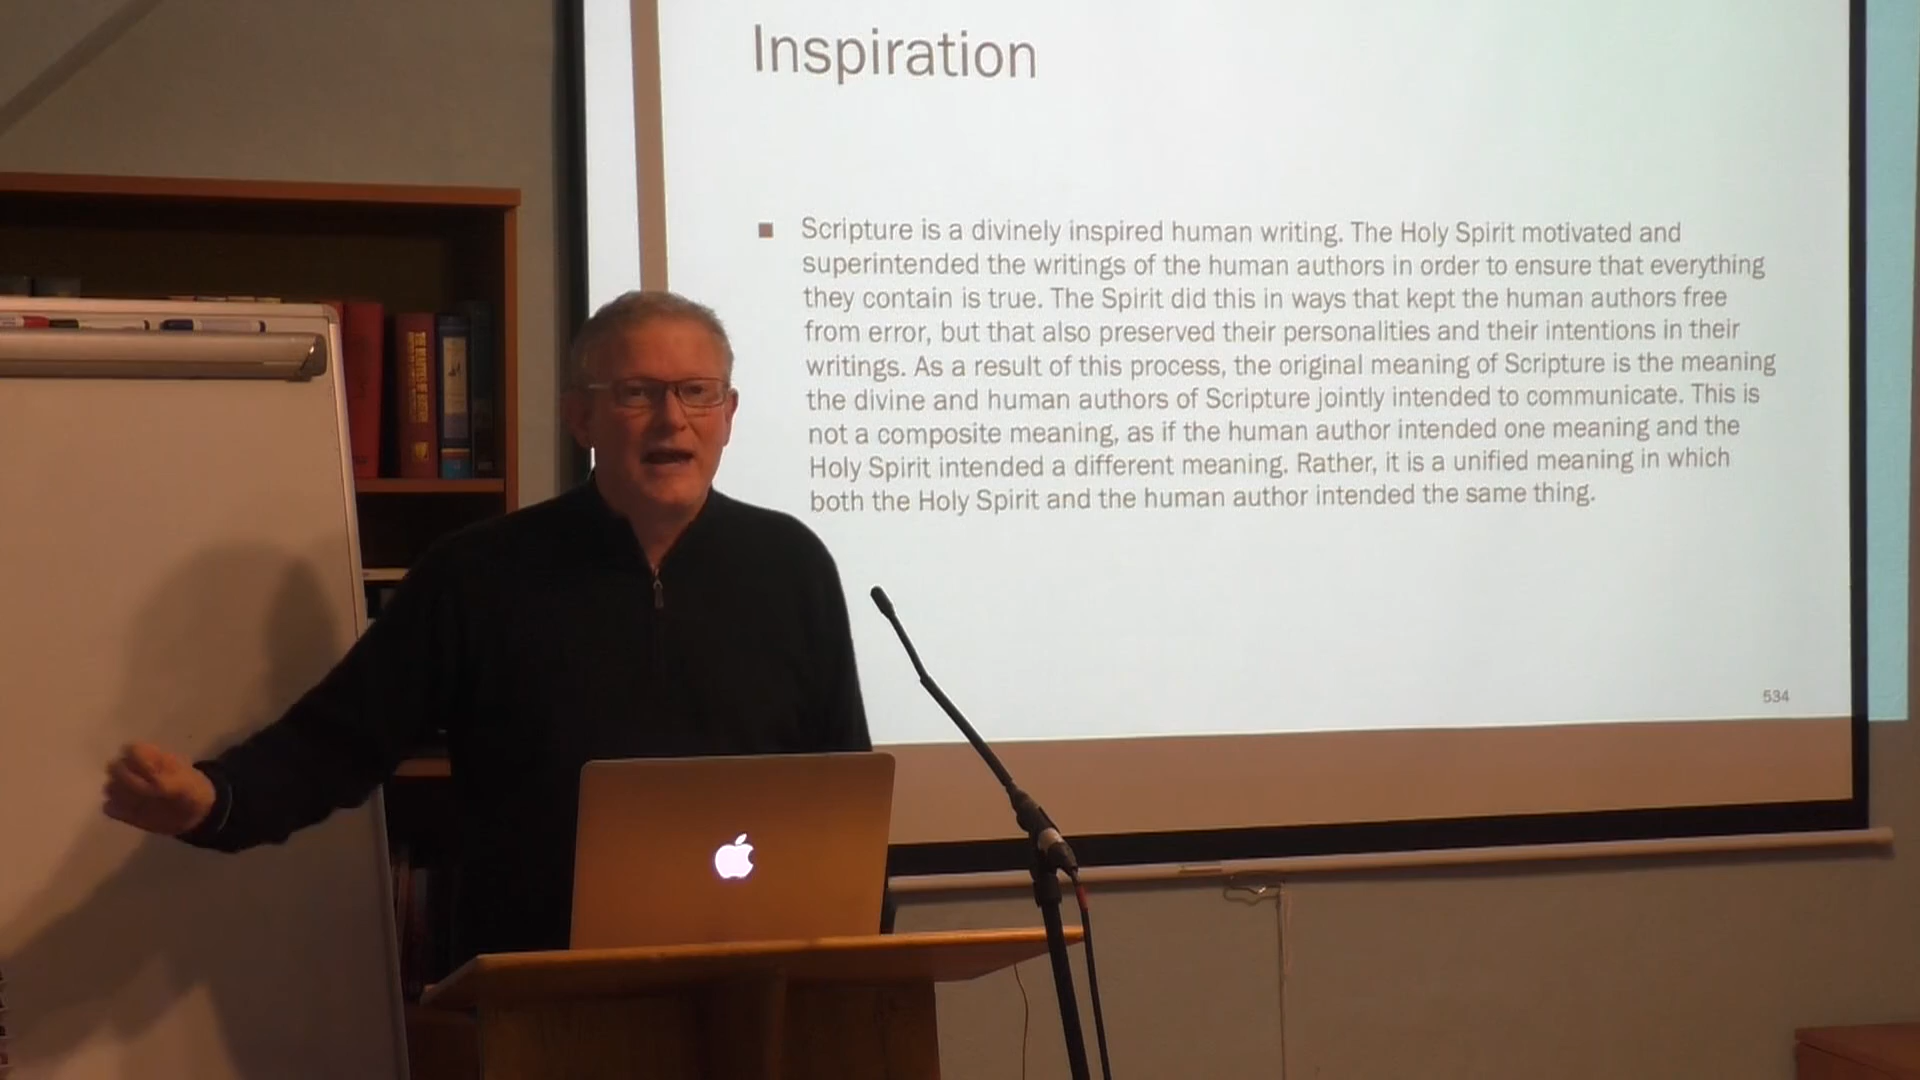 Inspiration
Scripture is a divinely inspired human writing. The Holy Spirit motivated and
superintended the writings of the human authors in order to ensure that everything
they contain is true. The Spirit did this in ways that kept the human authors free
from error, but that also preserved their personalities and their intentions in their
writings. As a result of this process, the original meaning of Scripture is the meaning
the divine and human authors of Scripture jointly intended to communicate. This is
not a composite meaning, as if the human author intended one meaning and the
Holy Spirit intended a different meaning. Rather, it is a unified meaning in which
both the Holy Spirit and the human author intended the same thing.
534